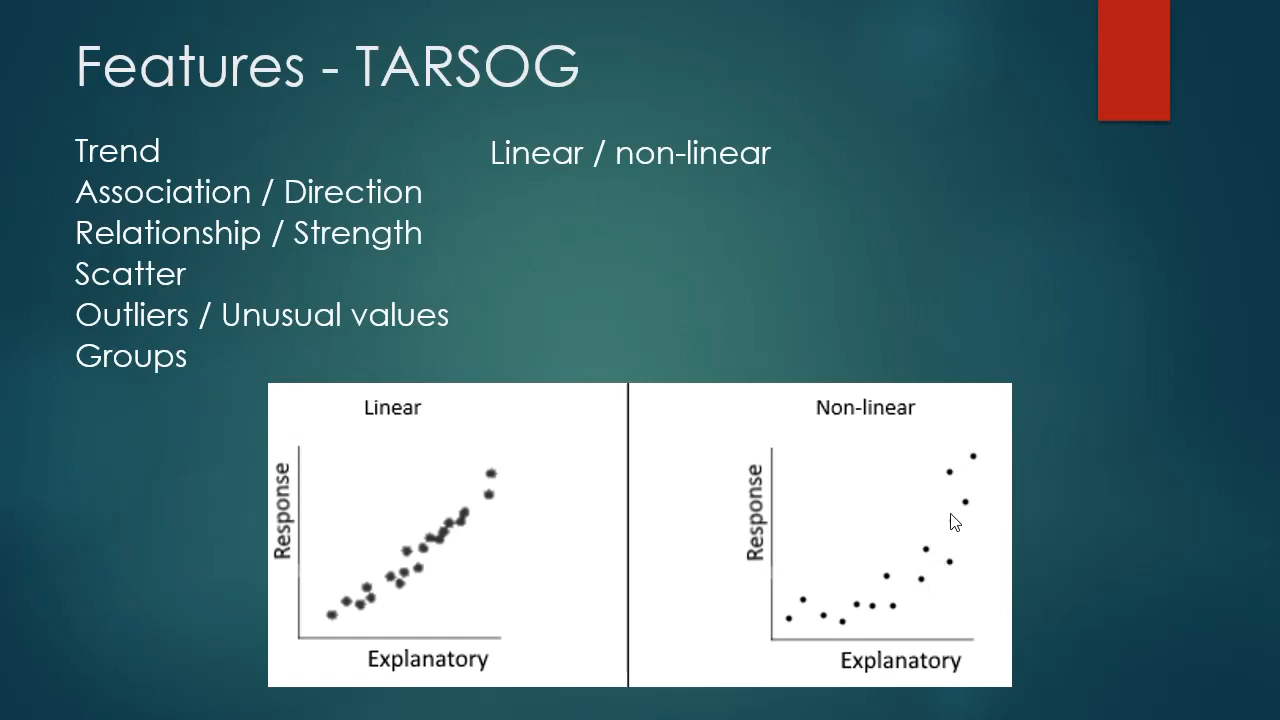 Features - TARSOG
Trend
Linear / non-linear
Association / Direction
Relationship / Strength
Scatter
Outliers / Unusual values
Groups
Linear
Response
Explanatory
Non-linear
Response
Explanatory